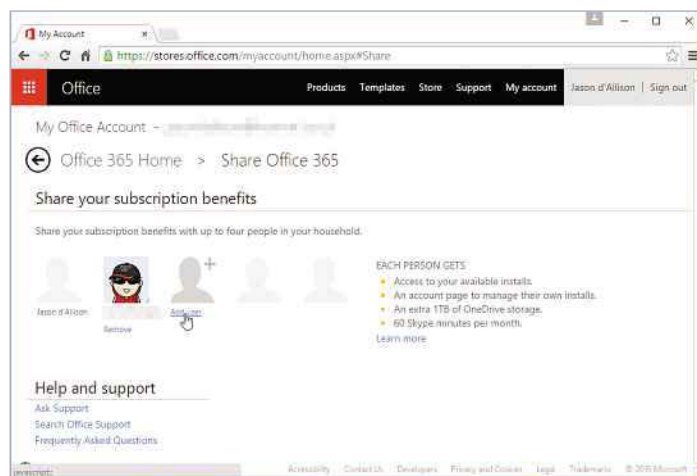 My Account
https://stores.office.com/myaccount/home.aspx#Share
Office Products Templates Store Support My account Jason d'Allison | Sign out
My Office Account -
Office 365 Home > Share Office 365
Share your subscription benefits
Share your subscription benefits with up to four people in your household.
Jason d'Allison
Remove
Add user
EACH PERSON GETS
Access to your available installs.
An account page to manage their own installs.
An extra 1TB of OneDrive storage.
60 Skype minutes per month.
Learn more
Help and support
Ask Support
Search Office Support
Frequently Asked Questions
Accessibility Contact Us Developers Privacy and Cookies Legal Trademarks © 2015 Microsoft